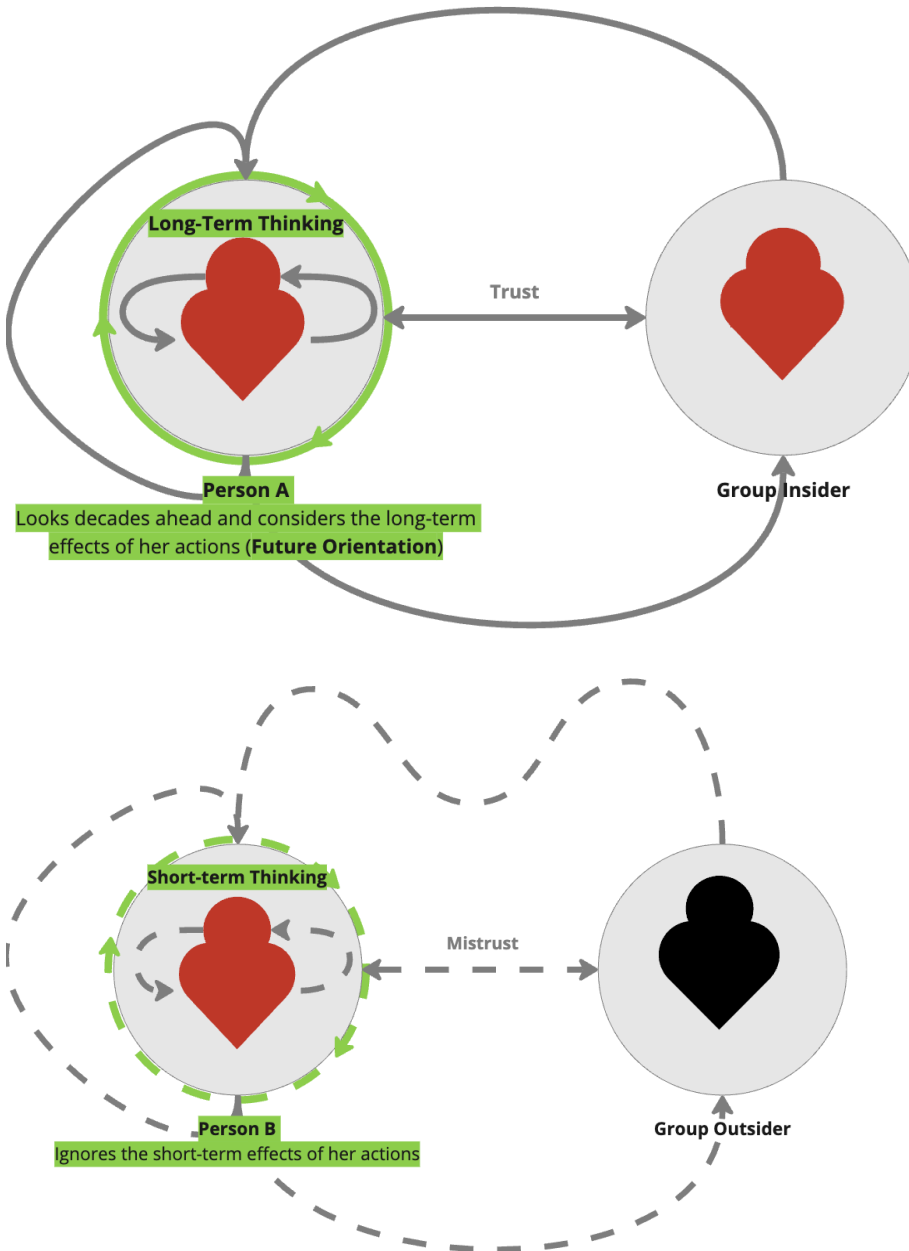 Long-Term Thinking
Trust
Person A
Group Insider
Looks decades ahead and considers the long-term
effects of her actions (Future Orientation)
Short-term Thinking
Mistrust
Person B
Group Outsider
Ignores the short-term effects of her actions